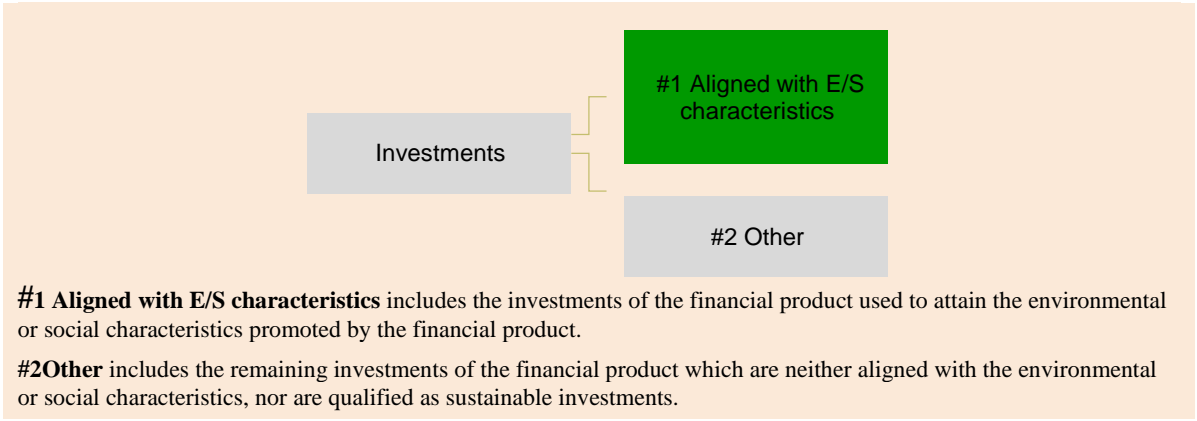 #1 Aligned with E/S
characteristics
Investments
#2 Other
#1 Aligned with E/S characteristics includes the investments of the financial product used to attain the environmental
or social characteristics promoted by the financial product.
#2Other includes the remaining investments of the financial product which are neither aligned with the environmental
or social characteristics, nor are qualified as sustainable investments.